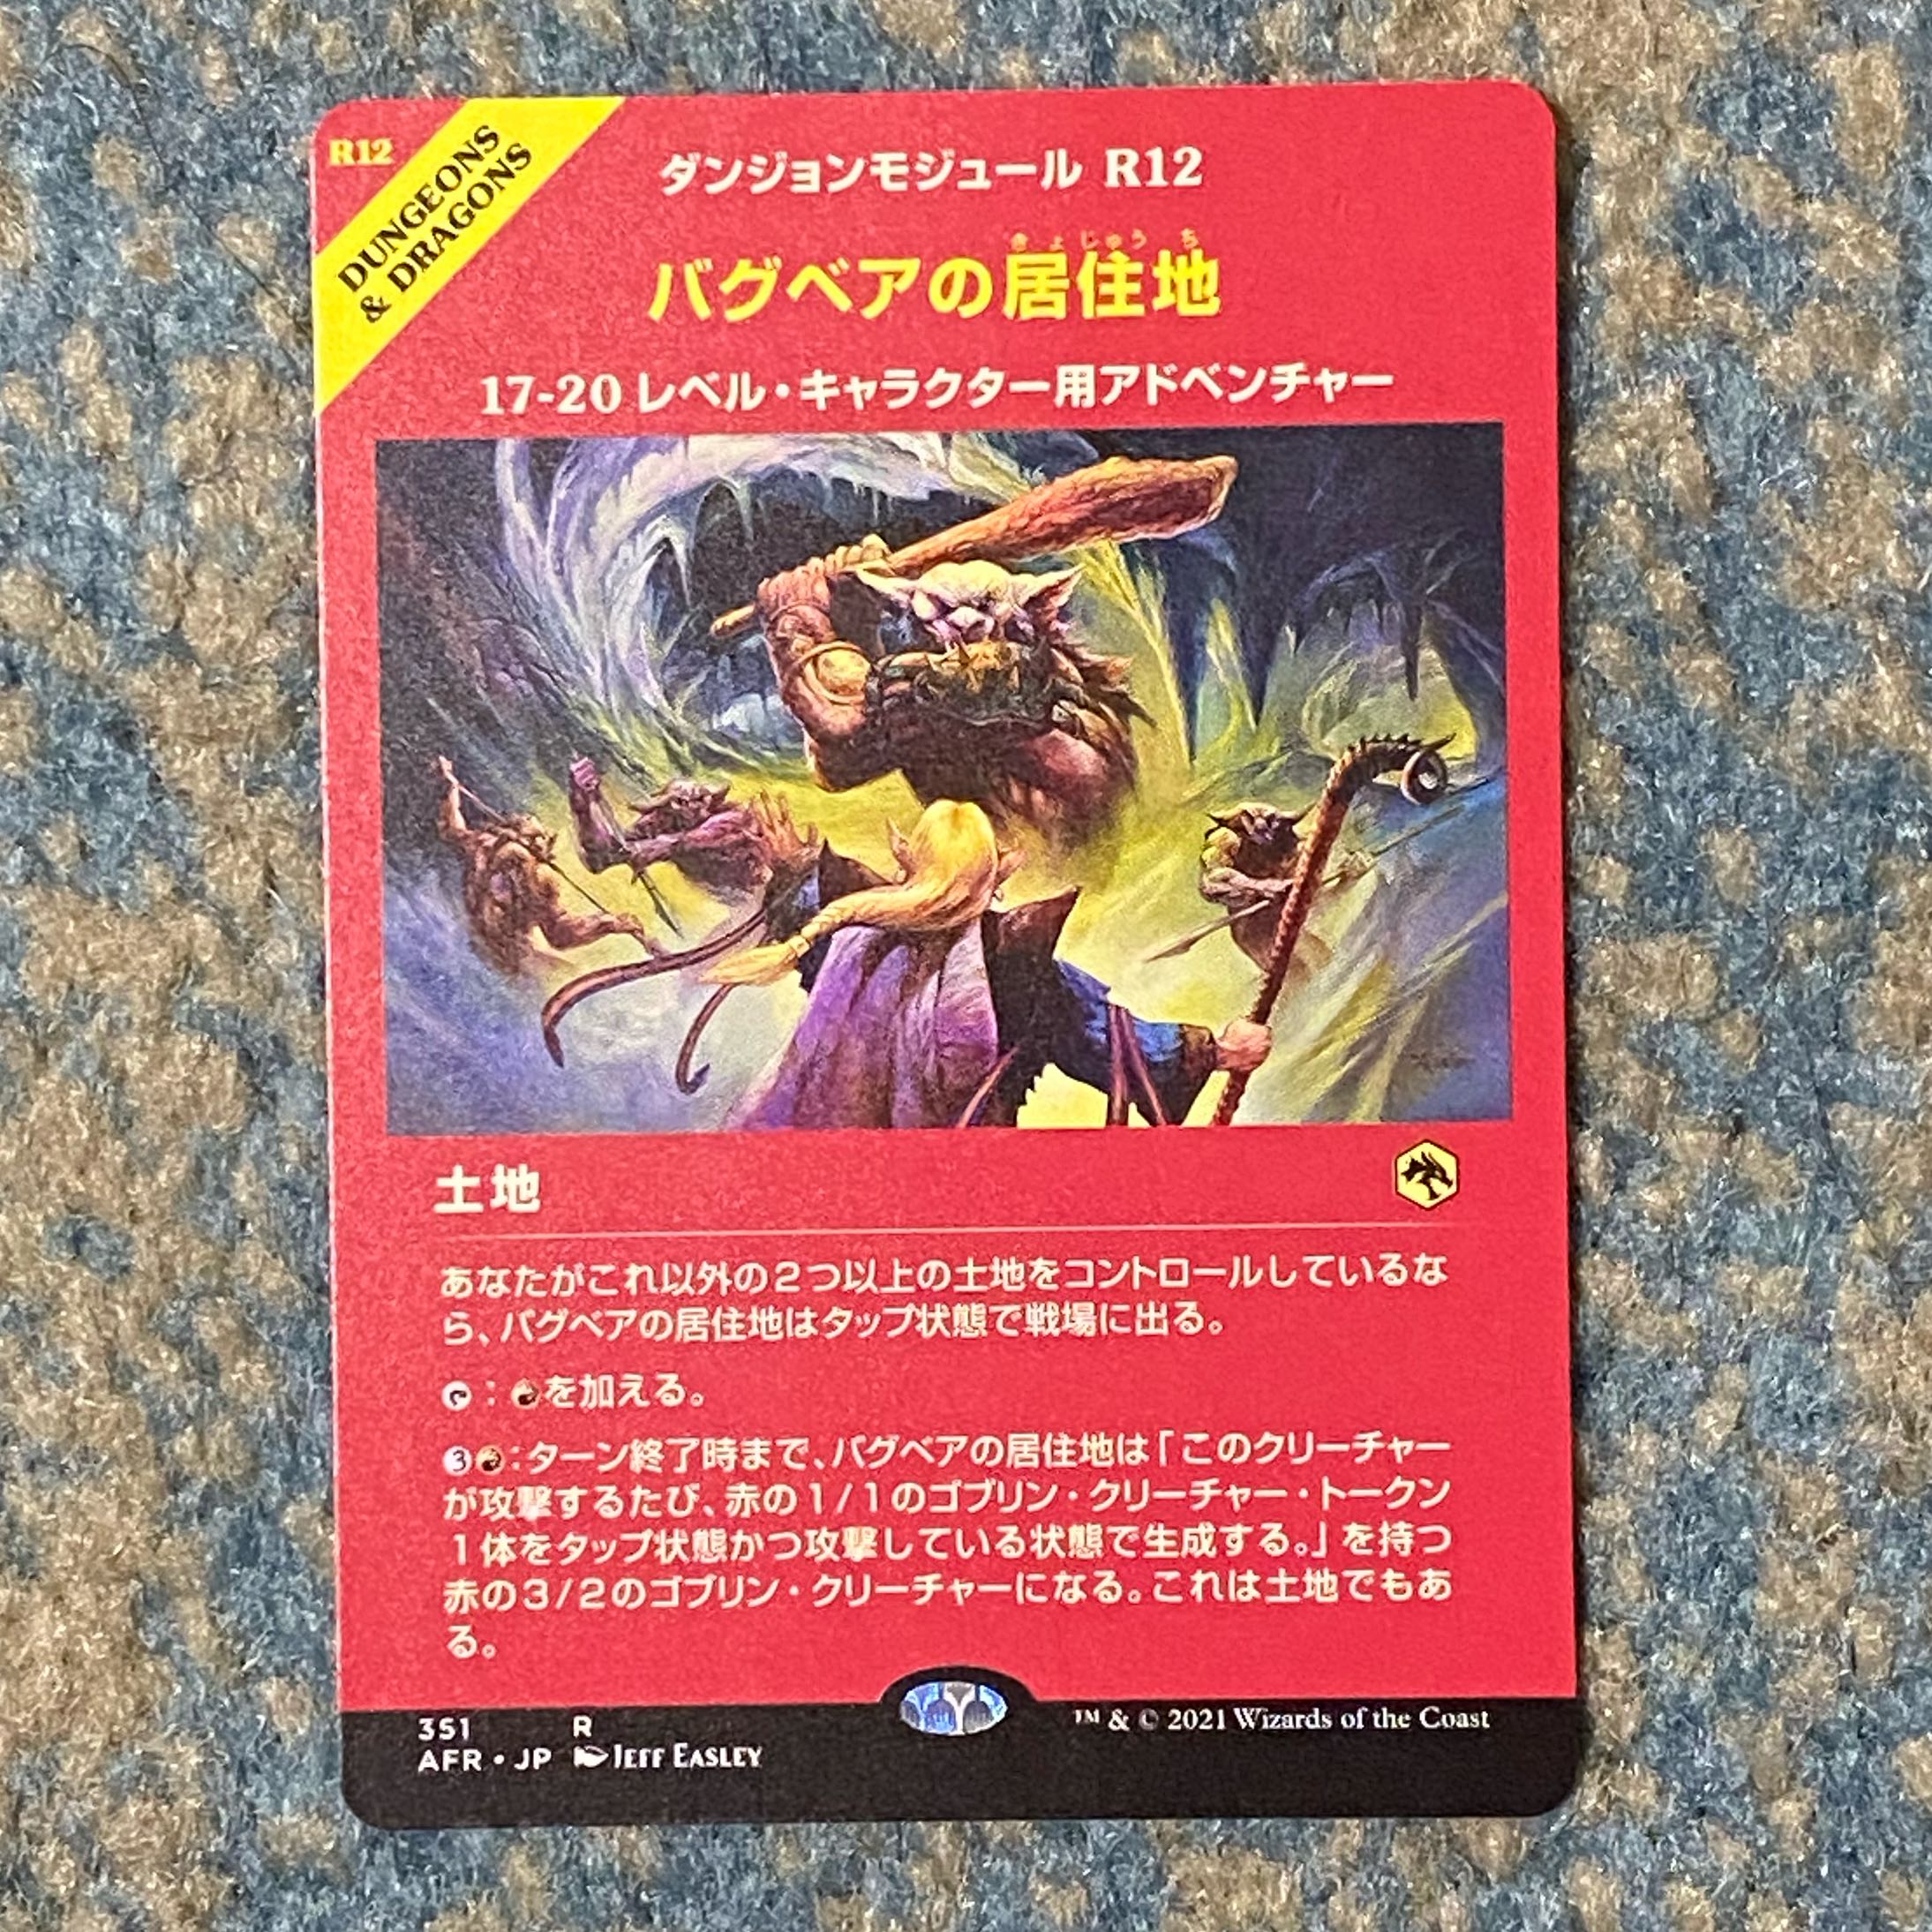 R12
DUNGEONS
& DRAGONS
ダンジョンモジュール R12
きょじゅうち
バグベアの居住地
17-20 レベル・キャラクター用アドベンチャー
土地
あなたがこれ以外の2つ以上の土地をコントロールしているな
ら、バグベアの居住地はタップ状態で戦場に出る。
:を加える。
3:ターン終了時まで、バグベアの居住地は「このクリーチャー
が攻撃するたび、赤の1/1のゴブリン・クリーチャー・トークン
1体をタップ状態かつ攻撃している状態で生成する。」を持つ
赤の3/2のゴブリン・クリーチャーになる。これは土地でもあ
る。
351 R
AFR • JP JEFF EASLEY
™ & © 2021 Wizards of the Coast